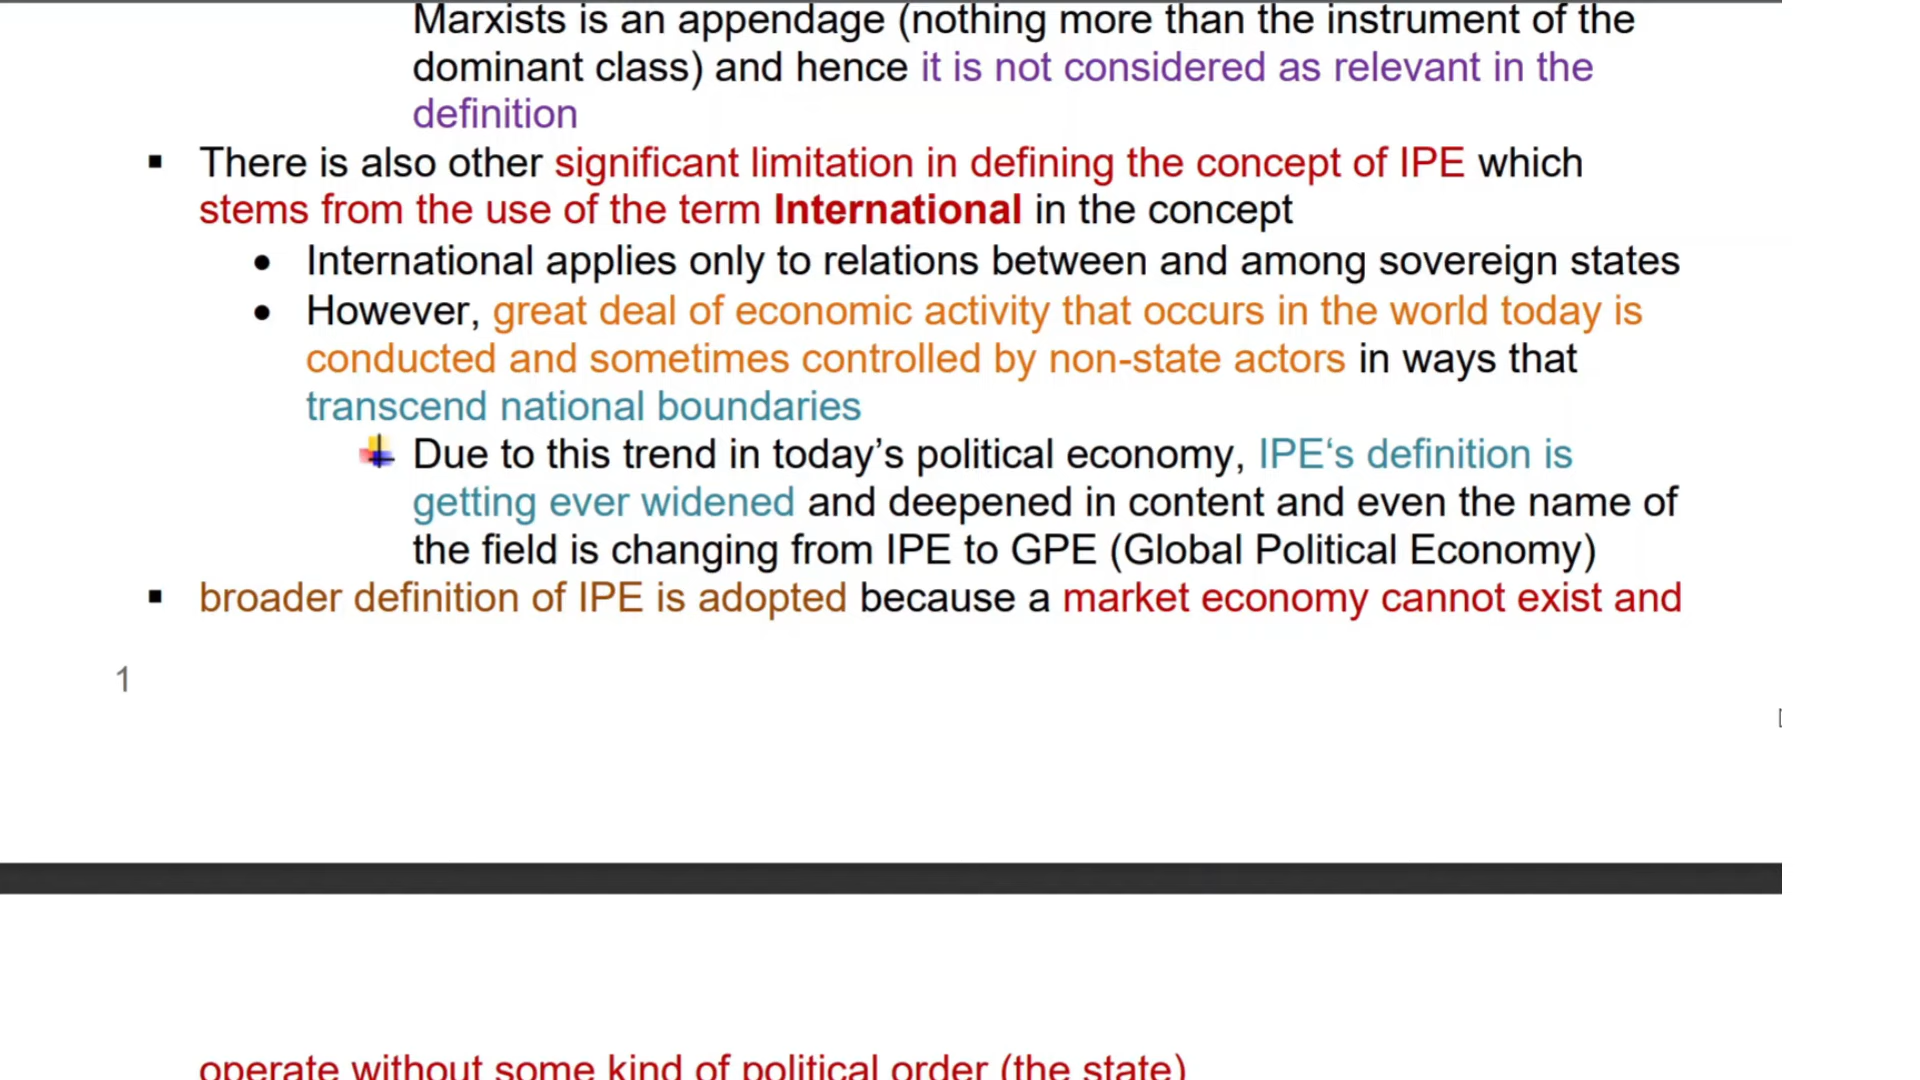 Marxists is an appendage (nothing more than the instrument of the
dominant class) and hence it is not considered as relevant in the
definition
▪ There is also other significant limitation in defining the concept of IPE which
stems from the use of the term International in the concept
● International applies only to relations between and among sovereign states
● However, great deal of economic activity that occurs in the world today is
conducted and sometimes controlled by non-state actors in ways that
transcend national boundaries
Due to this trend in today’s political economy, IPE‘s definition is
getting ever widened and deepened in content and even the name of
the field is changing from IPE to GPE (Global Political Economy)
▪ broader definition of IPE is adopted because a market economy cannot exist and
1
operate without some kind of political order (the state)